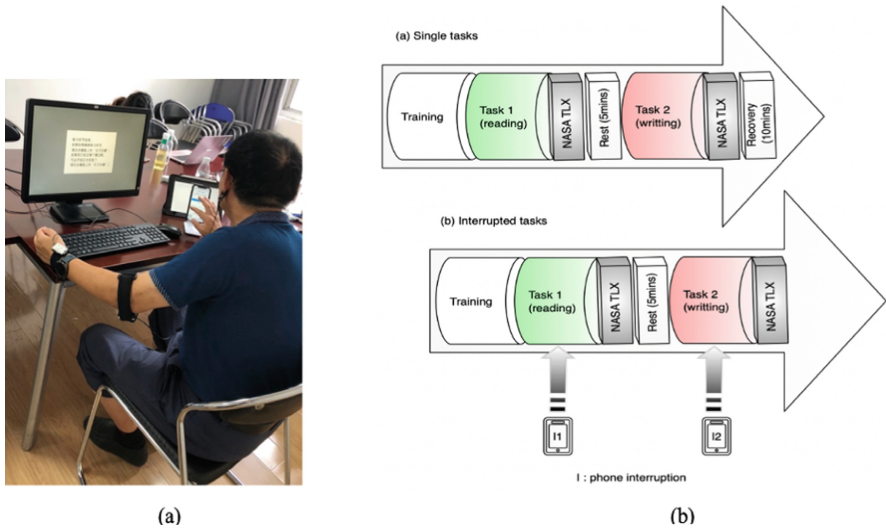 (a) Single tasks
Training
Task 1
(reading)
NASA TLX
Rest (5mins)
Task 2
(writting)
NASA TLX
Recovery
(10mins)
(b) Interrupted tasks
Training
Task 1
(reading)
NASA TLX
Rest (5mins)
Task 2
(writting)
NASA TLX
I1
I2
I : phone interruption
(a)
(b)